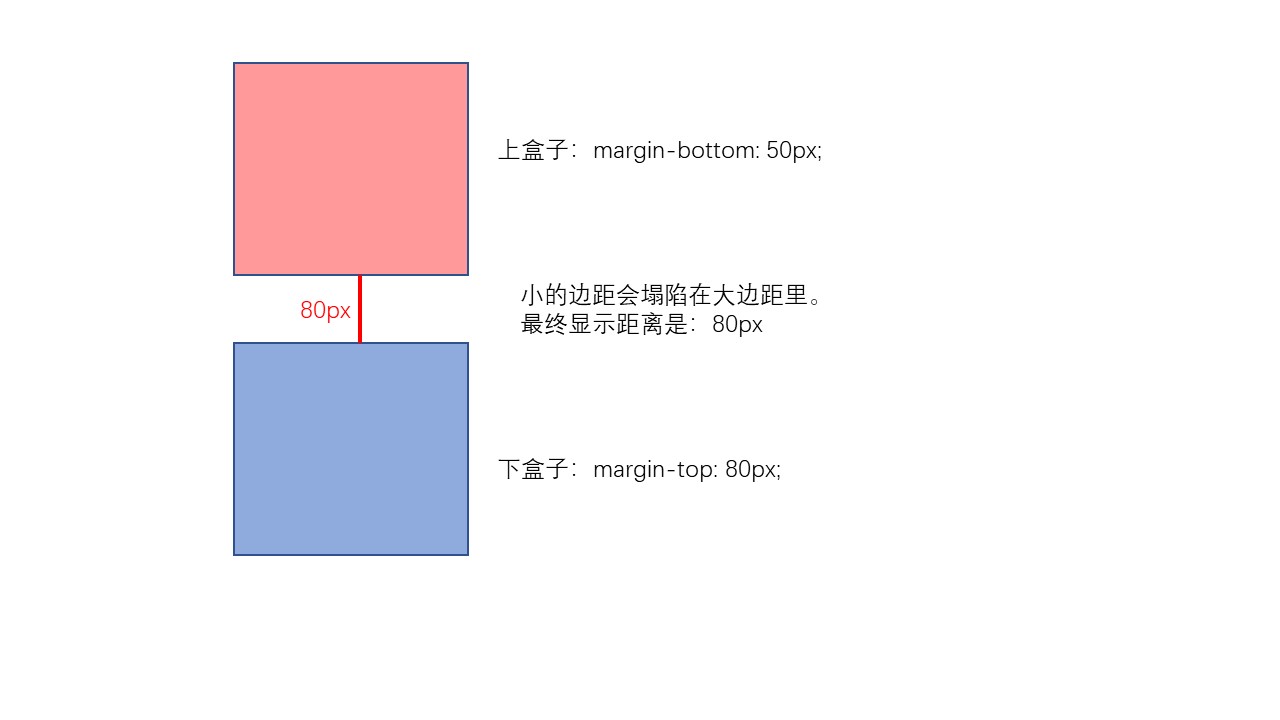 上盒子：margin-bottom: 50px;
小的边距会塌陷在大边距里。
80px
最终显示距离是：80px
下盒子：margin-top: 80px;